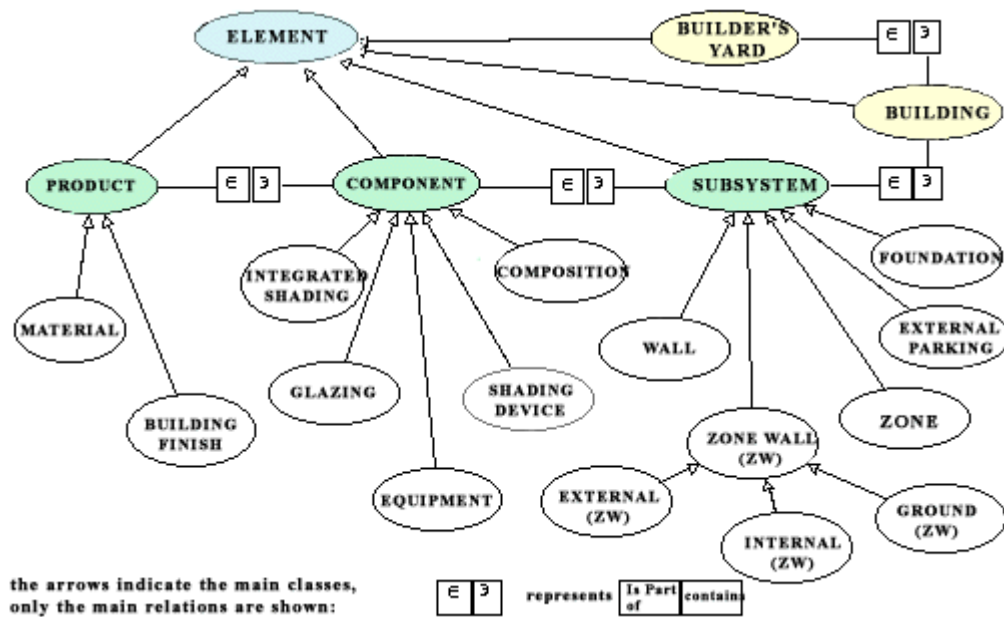 ELEMENT
BUILDER'S
YARD
∈ ∋
BUILDING
PRODUCT
∈ ∋
COMPONENT
∈ ∋
SUBSYSTEM
∈ ∋
INTEGRATED
SHADING
COMPOSITION
FOUNDATION
MATERIAL
WALL
EXTERNAL
PARKING
GLAZING
SHADING
DEVICE
BUILDING
FINISH
ZONE
ZONE WALL
(ZW)
EQUIPMENT
EXTERNAL
(ZW)
INTERNAL
(ZW)
GROUND
(ZW)
the arrows indicate the main classes,
only the main relations are shown:
∈ ∋ represents Is Part of contains